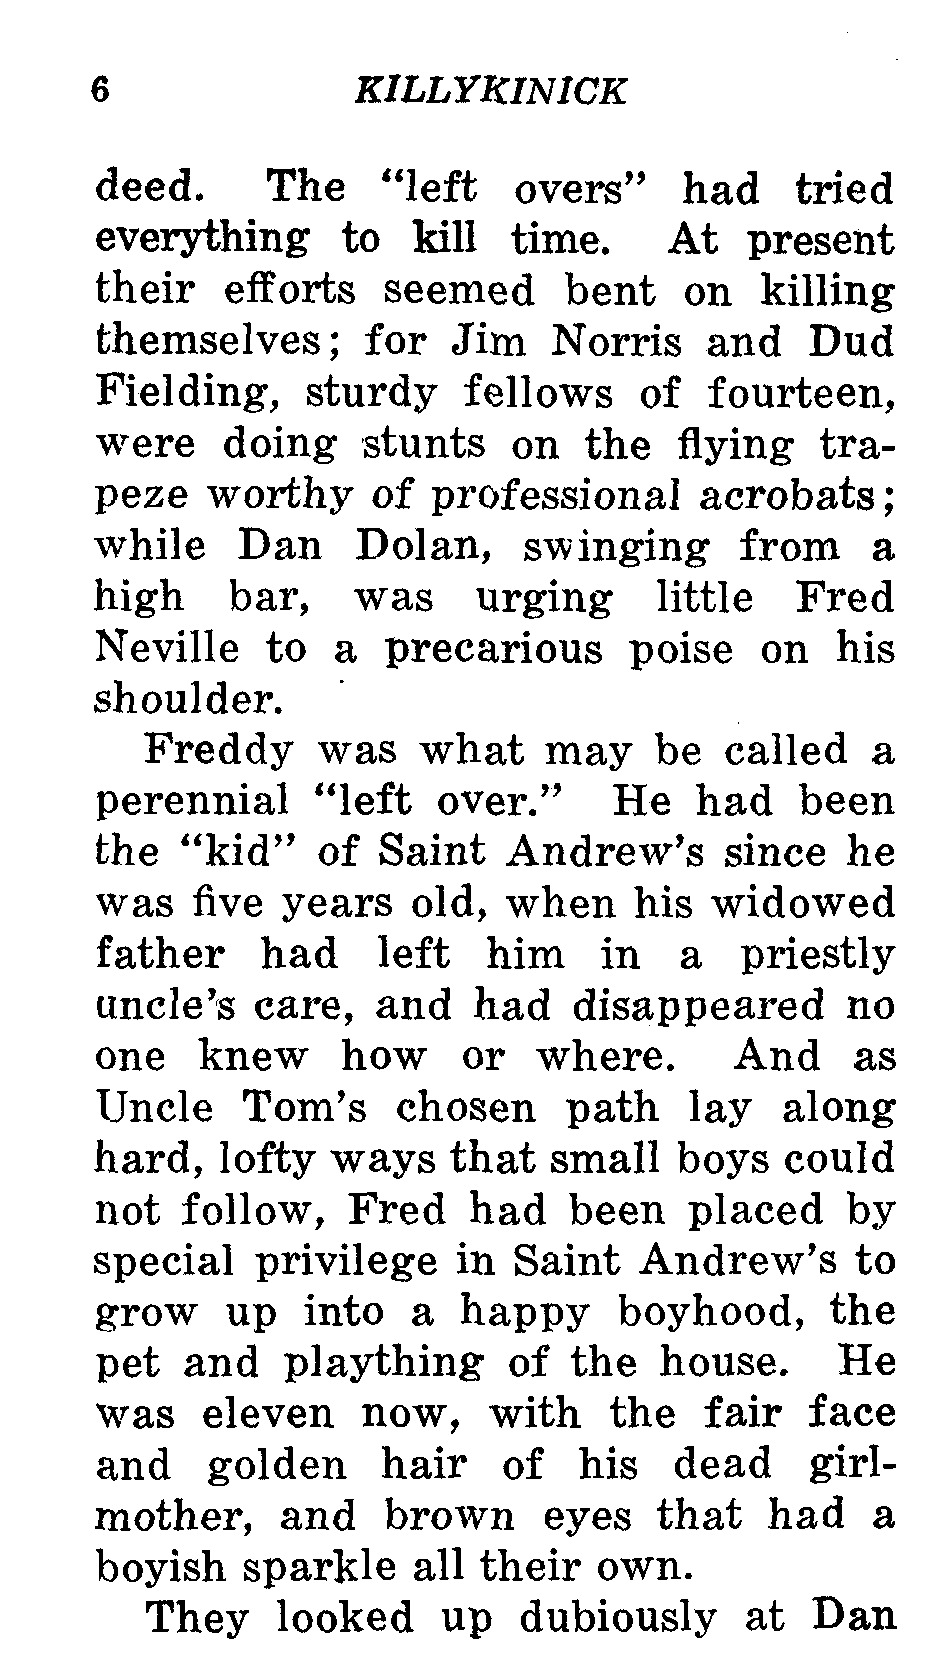 6 KILLYKINICK
deed. The "left overs" had tried
everything to kill time. At present
their efforts seemed bent on killing
themselves; for Jim Norris and Dud
Fielding, sturdy fellows of fourteen,
were doing stunts on the flying tra-
peze worthy of professional acrobats;
while Dan Dolan, swinging from a
high bar, was urging little Fred
Neville to a precarious poise on his
shoulder.
Freddy was what may be called a
perennial "left over." He had been
the "kid" of Saint Andrew's since he
was five years old, when his widowed
father had left him in a priestly
uncle's care, and had disappeared no
one knew how or where. And as
Uncle Tom's chosen path lay along
hard, lofty ways that small boys could
not follow, Fred had been placed by
special privilege in Saint Andrew's to
grow up into a happy boyhood, the
pet and plaything of the house. He
was eleven now, with the fair face
and golden hair of his dead girl-
mother, and brown eyes that had a
boyish sparkle all their own.
They looked up dubiously at Dan